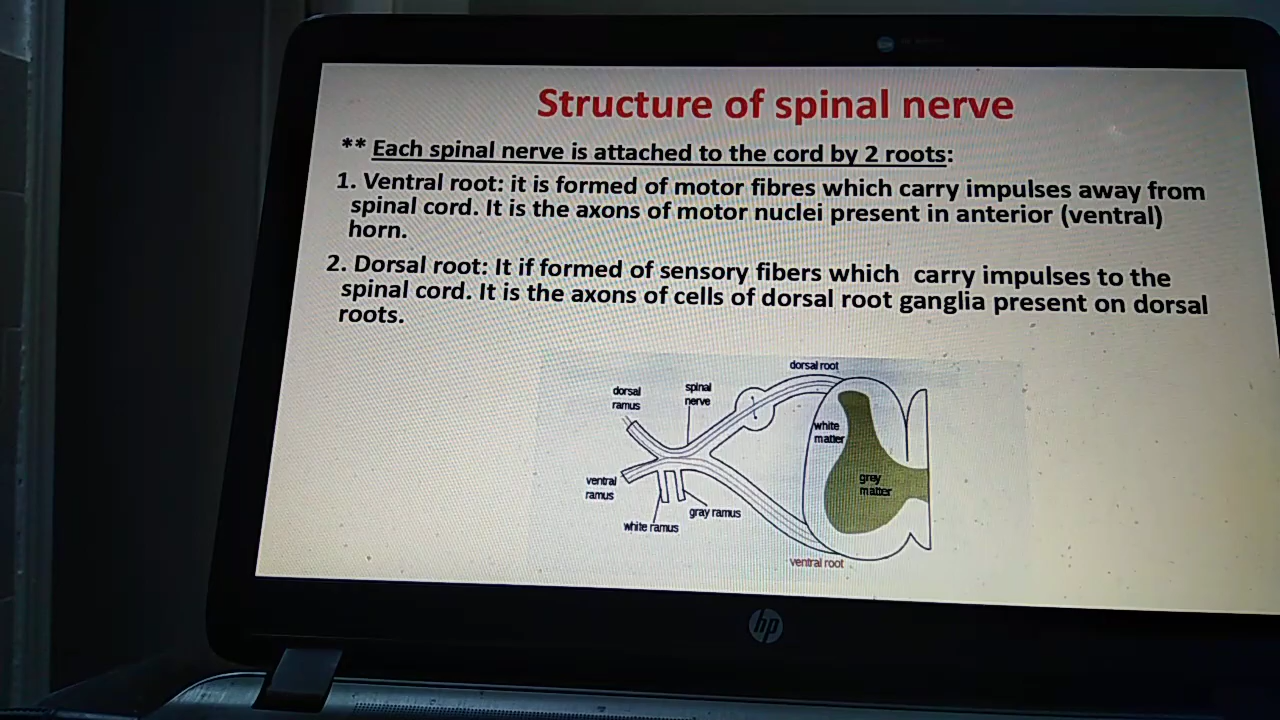 Structure of spinal nerve
** Each spinal nerve is attached to the cord by 2 roots:
1. Ventral root: it is formed of motor fibres which carry impulses away from
spinal cord. It is the axons of motor nuclei present in anterior (ventral)
horn.
2. Dorsal root: It if formed of sensory fibers which carry impulses to the
spinal cord. It is the axons of cells of dorsal root ganglia present on dorsal
roots.
dorsal root
dorsal
ramus
spinal
nerve
white
matter
grey
matter
ventral
ramus
gray ramus
white ramus
ventral root
hp